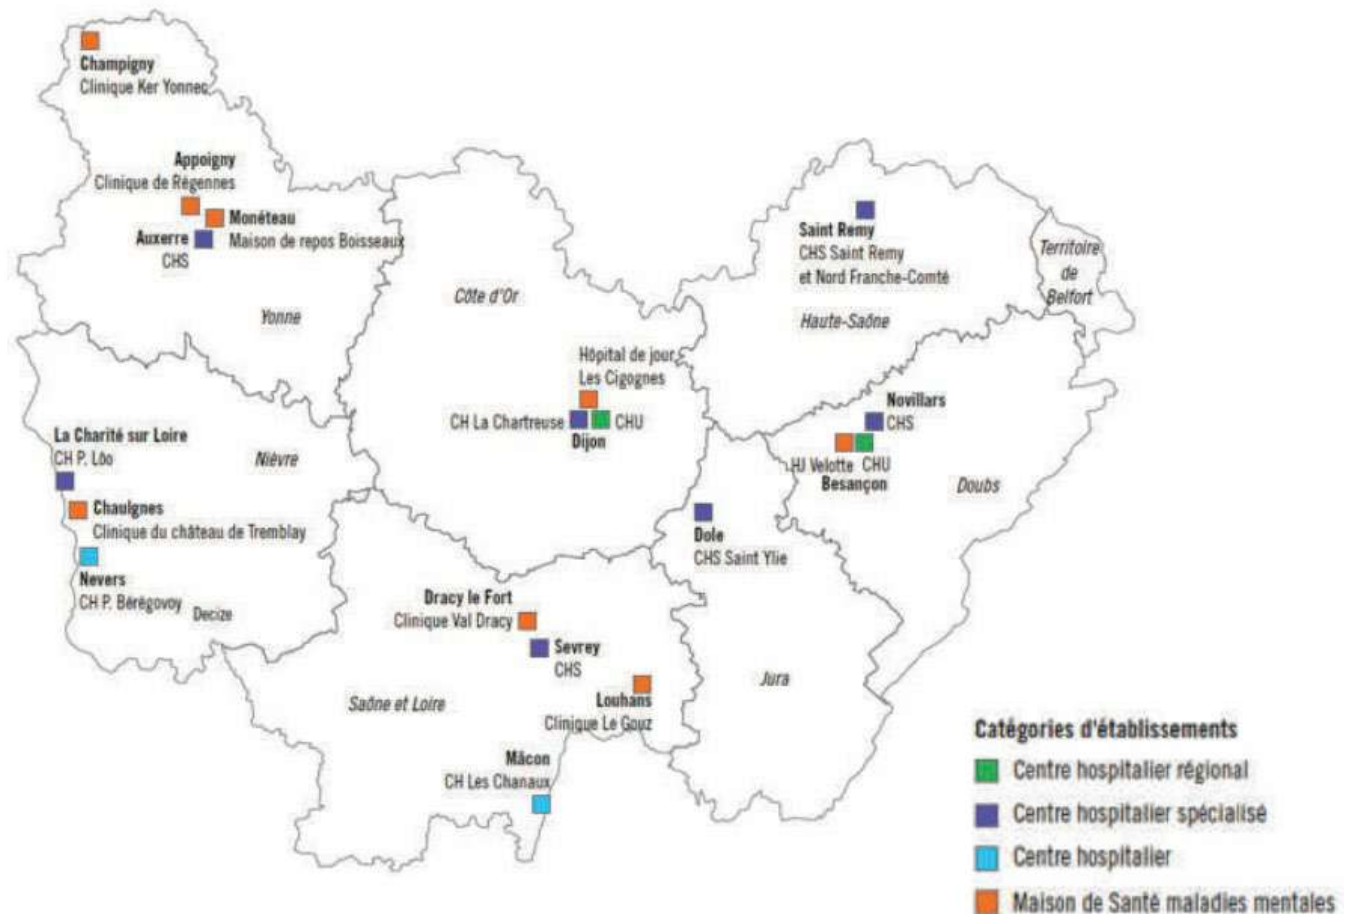 Champigny
Clinique Ker Yonnec
Appoigny
Clinique de Régennes
Monéteau
Maison de repos Boisseaux
Auxerre
CHS
Yonne
Côte d'Or
Saint Remy
CHS Saint Remy
et Nord Franche-Comté
Haute-Saône
Territoire
de
Belfort
Hôpital de jour
Les Cigognes
CH La Chartreuse
CHU
Dijon
Novillars
CHS
HJ Velotte
CHU
Besançon
Doubs
La Charité sur Loire
CH P. Lôo
Nièvre
Chaulgnes
Clinique du château de Tremblay
Nevers
CH P. Bérégovoy
Decize
Dole
CHS Saint Ylie
Dracy le Fort
Clinique Val Dracy
Sevrey
CHS
Saône et Loire
Louhans
Clinique Le Gouz
Jura
Mâcon
CH Les Chanaux
Catégories d'établissements
Centre hospitalier régional
Centre hospitalier spécialisé
Centre hospitalier
Maison de Santé maladies mentales